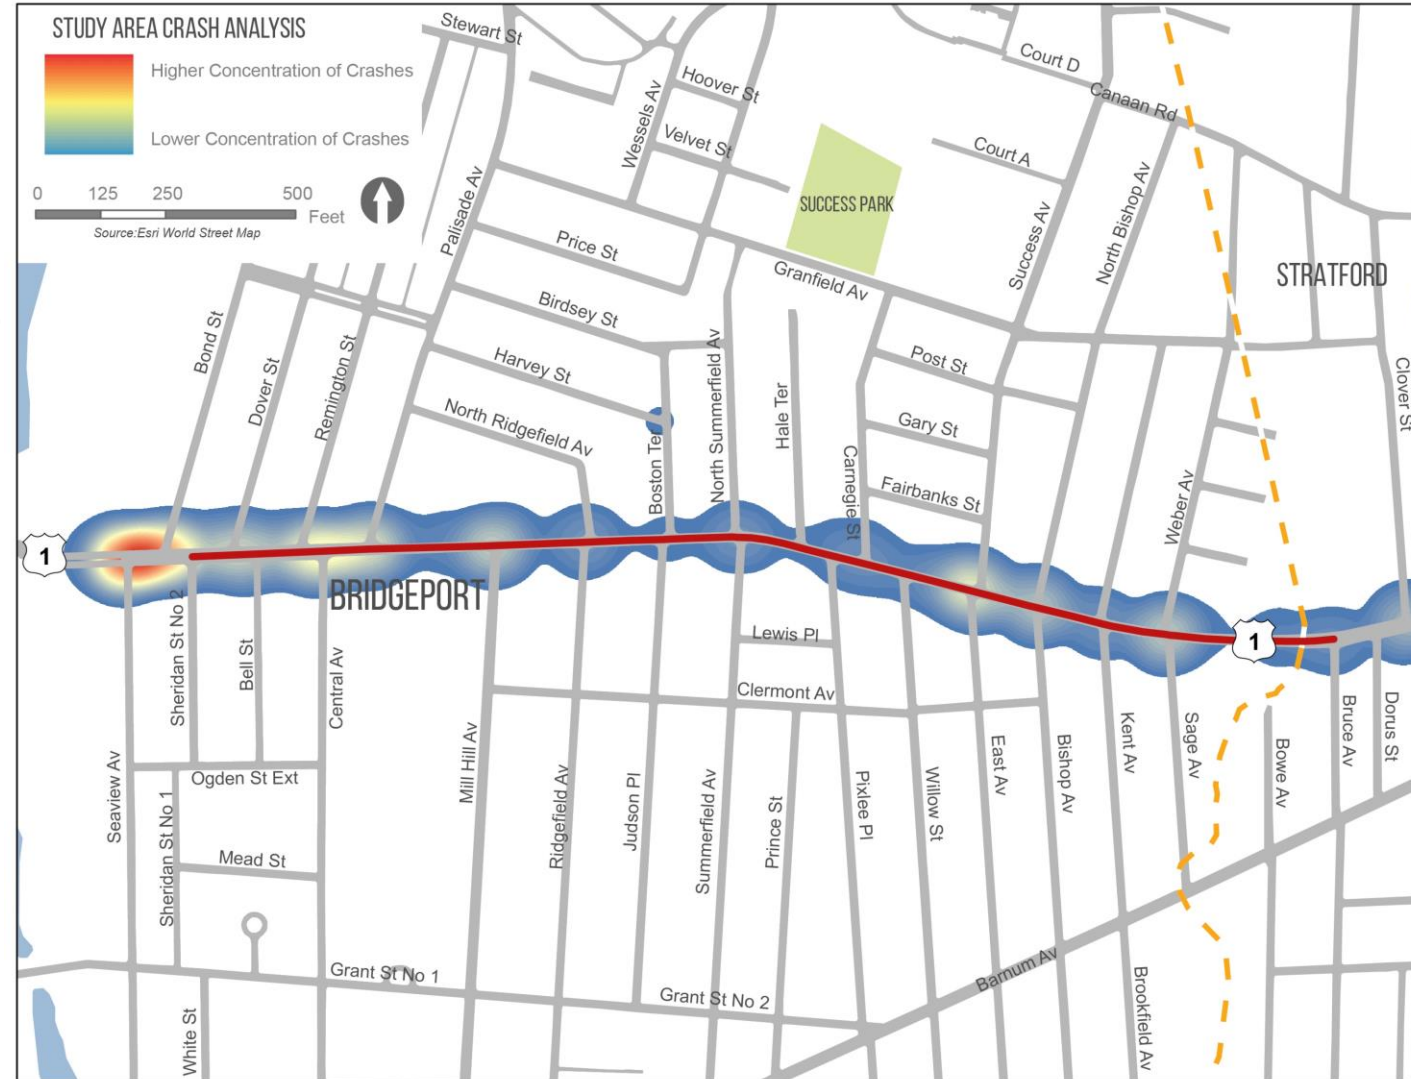 STUDY AREA CRASH ANALYSIS
Higher Concentration of Crashes
Lower Concentration of Crashes
0 125 250 500
Feet
Source:Esri World Street Map
Stewart St
Hoover St
Wessels Av
Velvet St
Court D
Canaan Rd
Court A
North Bishop Av
Success Av
SUCCESS PARK
Palisade Av
Price St
Granfield Av
STRATFORD
Birdsey St
Bond St
Dover St
Remington St
Harvey St
North Ridgefield Av
Boston Ter
North Summerfield Av
Hale Ter
Carnegie St
Post St
Gary St
Fairbanks St
Weber Av
Clover St
1
BRIDGEPORT
1
Sheridan St No 2
Bell St
Central Av
Lewis Pl
Clermont Av
Seaview Av
Ogden St Ext
Sheridan St No 1
Mead St
Mill Hill Av
Ridgefield Av
Judson Pl
Summerfield Av
Prince St
Pixlee Pl
Willow St
East Av
Bishop Av
Kent Av
Sage Av
Bowe Av
Bruce Av
Dorus St
Grant St No 1
Grant St No 2
Barnum Av
Brookfield Av
White St